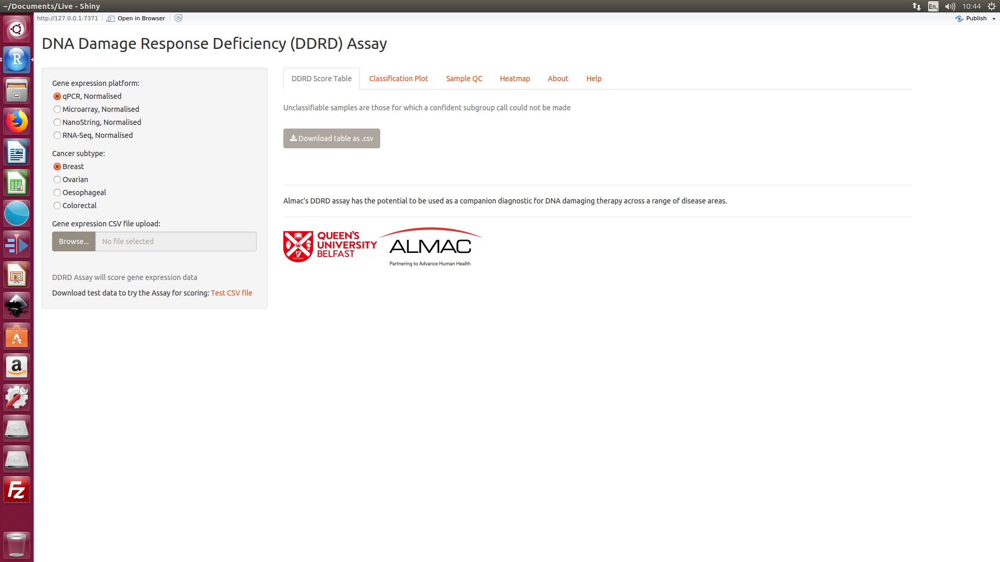 ~/Documents/Live - Shiny
En1
10:44
http://127.0.0.1:7371
Open in Browser
Publish
DNA Damage Response Deficiency (DDRD) Assay
Gene expression platform:
qPCR, Normalised
Microarray, Normalised
NanoString, Normalised
RNA-Seq, Normalised
Cancer subtype:
Breast
Ovarian
Oesophageal
Colorectal
Gene expression CSV file upload:
Browse... No file selected
DDRD Assay will score gene expression data
Download test data to try the Assay for scoring: Test CSV file
DDRD Score Table
Classification Plot
Sample QC
Heatmap
About
Help
Unclassifiable samples are those for which a confident subgroup call could not be made
Download table as .csv
Almac’s DDRD assay has the potential to be used as a companion diagnostic for DNA damaging therapy across a range of disease areas.
QUEEN'S
UNIVERSITY
BELFAST
ALMAC
Partnering to Advance Human Health
R
A
a
Fz